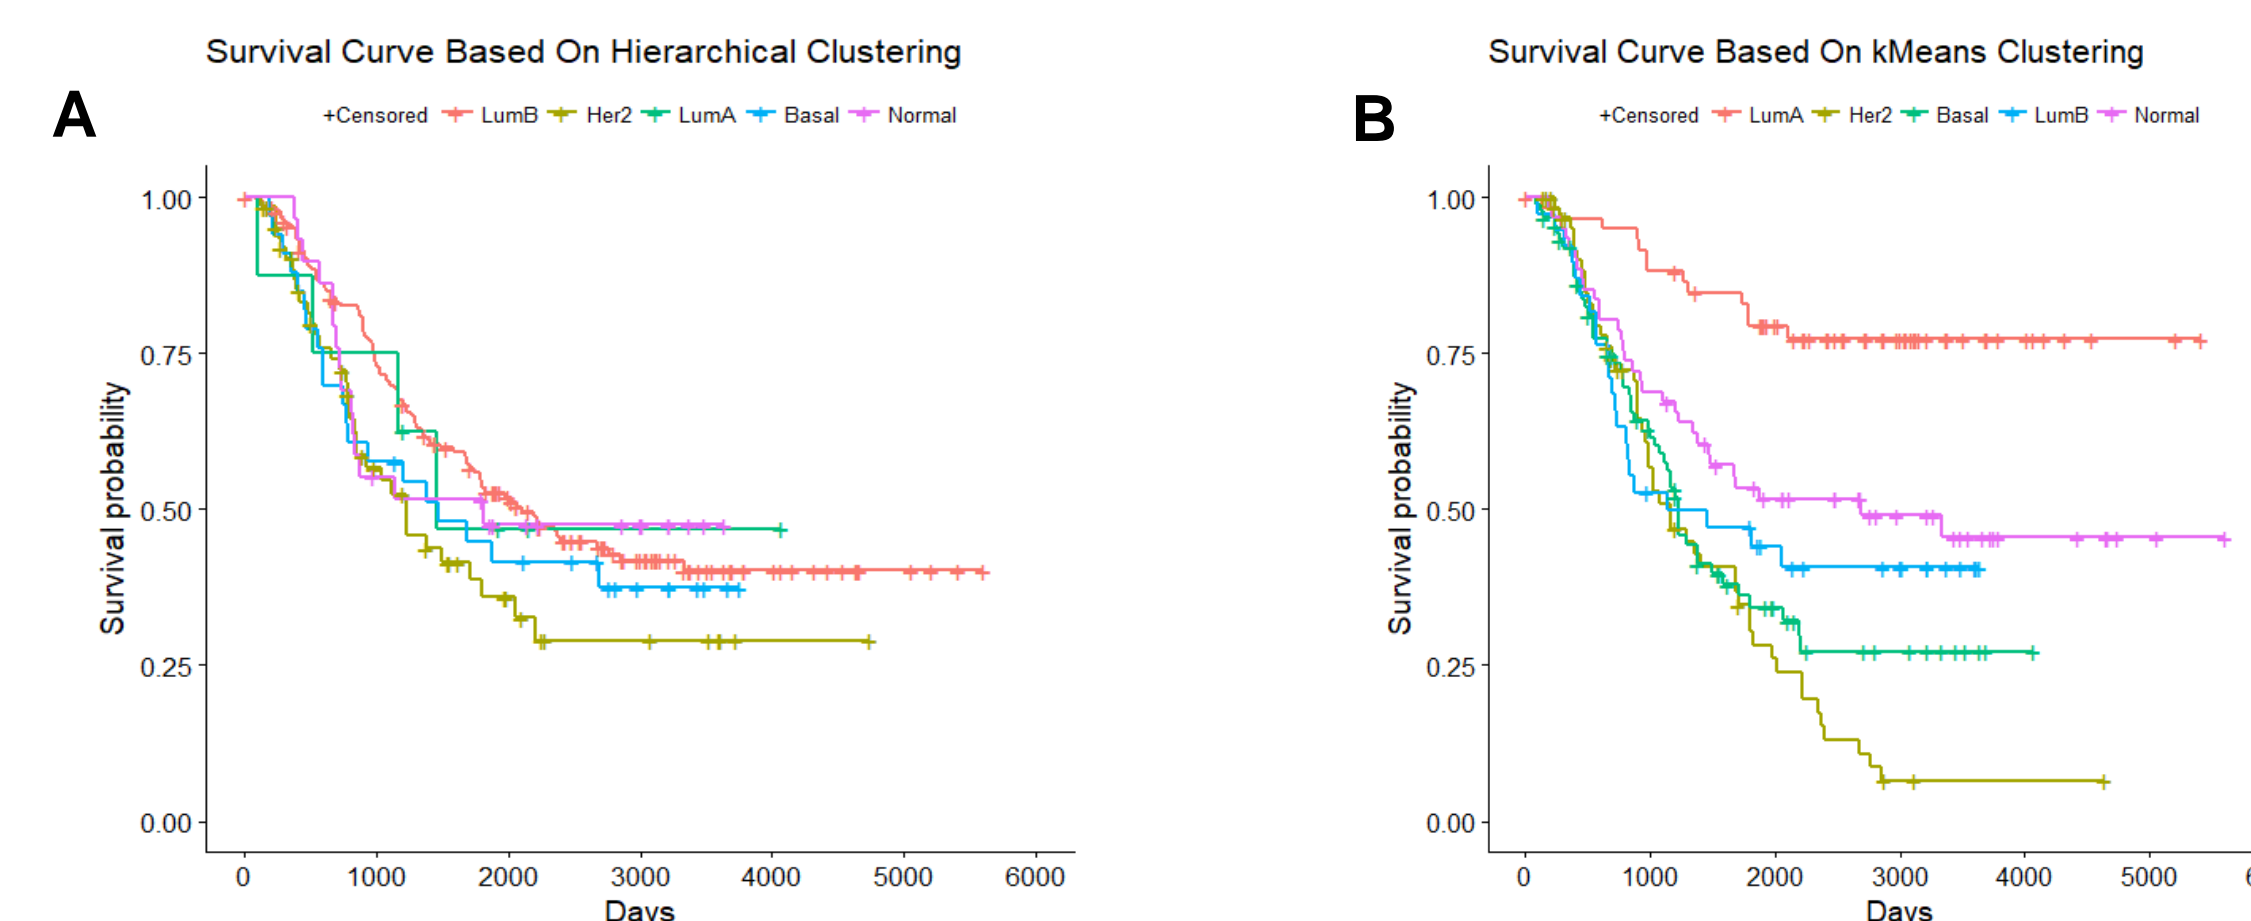 Survival Curve Based On Hierarchical Clustering
A
+Censored LumB Her2 LumA Basal Normal
Survival probability
1.00
0.75
0.50
0.25
0.00
0 1000 2000 3000 4000 5000 6000
Days
Survival Curve Based On kMeans Clustering
B
+Censored LumA Her2 Basal LumB Normal
Survival probability
1.00
0.75
0.50
0.25
0.00
0 1000 2000 3000 4000 5000
Days